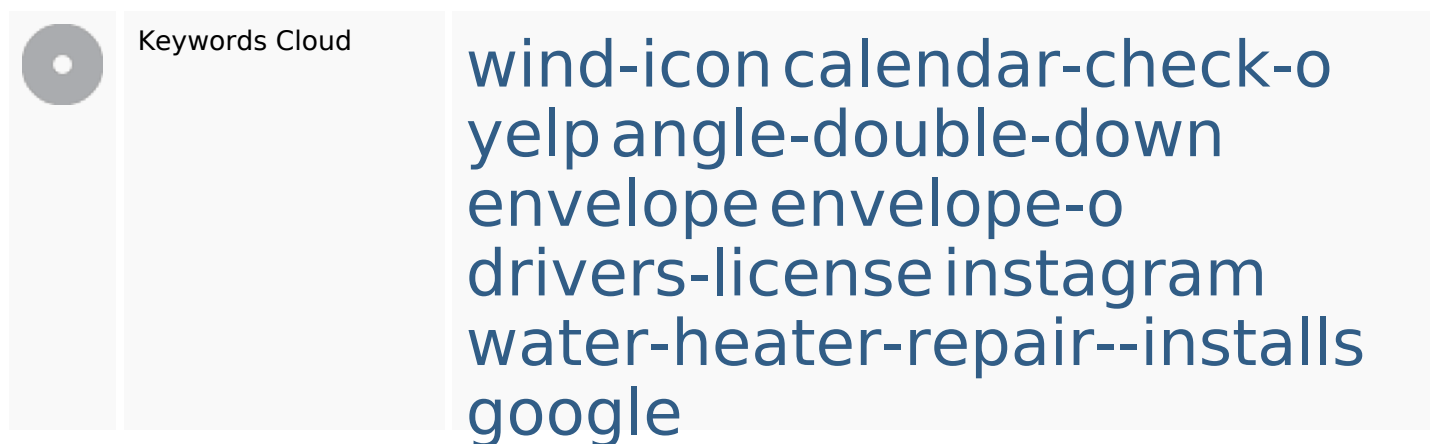 Keywords Cloud
wind-icon calendar-check-o
yelp angle-double-down
envelope envelope-o
drivers-license instagram
water-heater-repair--installs
google